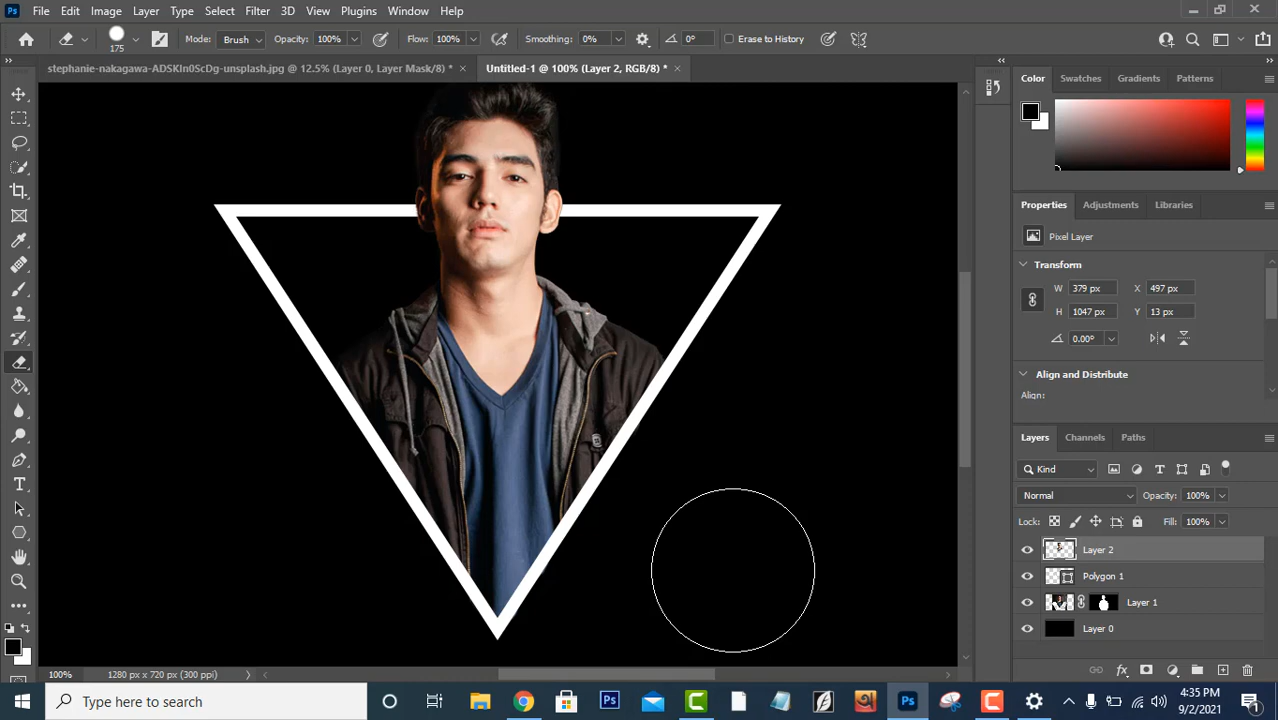 Ps File Edit Image Layer Type Select Filter 3D View Plugins Window Help
175 Mode: Brush Opacity: 100% Flow: 100% Smoothing: 0% 0° Erase to History
stephanie-nakagawa-ADSKIn0ScDg-unsplash.jpg @ 12.5% (Layer 0, Layer Mask/8) *
Untitled-1 @ 100% (Layer 2, RGB/8) *
Color Swatches Gradients Patterns
Properties Adjustments Libraries
Pixel Layer
Transform
W 379 px X 497 px
H 1047 px Y 13 px
0.00°
Align and Distribute
Align:
Layers Channels Paths
Kind
Normal Opacity: 100%
Lock: Fill: 100%
Layer 2
Polygon 1
Layer 1
Layer 0
100% 1280 px x 720 px (300 ppi)
Type here to search
Ps
Ps
4:35 PM
9/2/2021
1